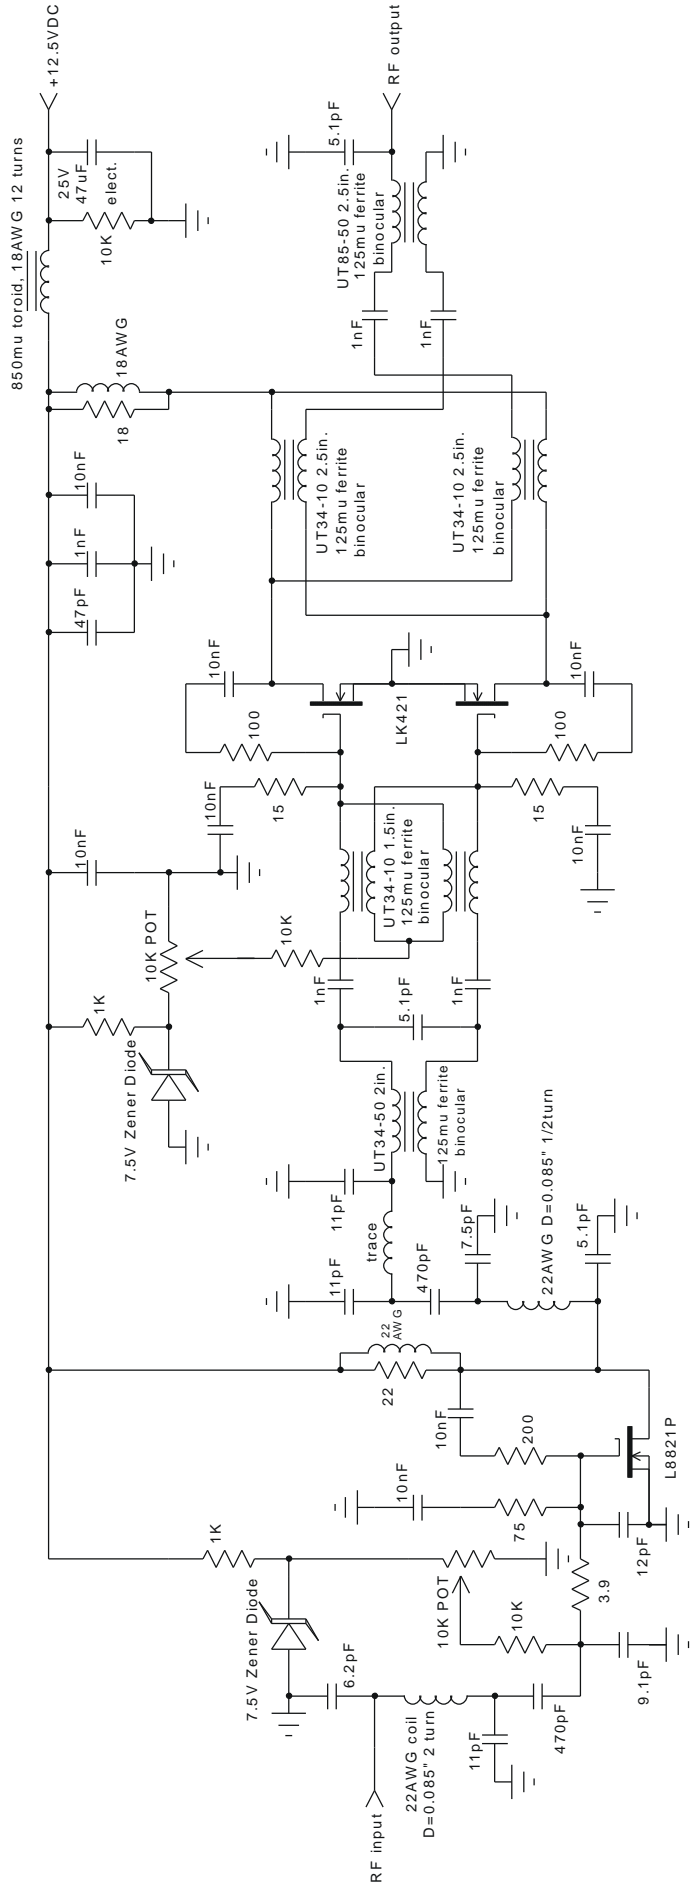 +12.5VDC
RF output
850mu toroid, 18AWG 12 turns
25V
47uF
elect.
10K
5.1pF
UT85-50 2.5in.
125mu ferrite
binocular
1nF
1nF
18AWG
18
10nF
1nF
47pF
UT34-10 2.5in.
125mu ferrite
binocular
UT34-10 2.5in.
125mu ferrite
binocular
10nF
100
LK421
10nF
100
10nF
10nF
15
15
10nF
UT34-10 1.5in.
125mu ferrite
binocular
10K POT
10K
1K
7.5V Zener Diode
1nF
1nF
5.1pF
UT34-50 2in.
125mu ferrite
binocular
11pF
trace
11pF
470pF
7.5pF
22AWG D=0.085" 1/2turn
5.1pF
22
AWG
22
10nF
200
L8821P
10nF
75
12pF
1K
7.5V Zener Diode
10K POT
10K
3.9
9.1pF
6.2pF
22AWG coil
D=0.085" 2 turn
11pF
470pF
RF input